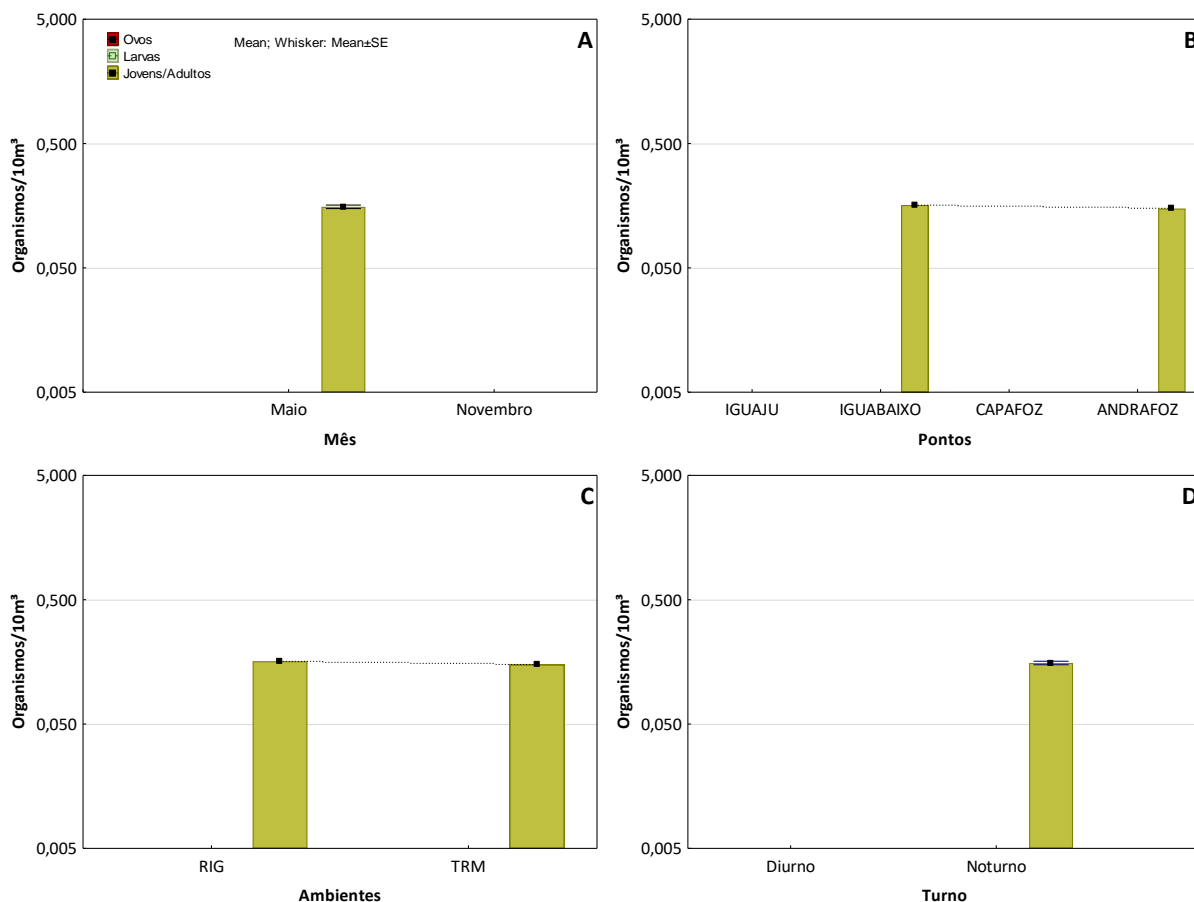 5,000
Ovos
Larvas
Jovens/Adultos
Mean; Whisker: Mean±SE
A
0,500
0,050
0,005
Organismos/10m³
Maio
Novembro
Mês
5,000
B
0,500
0,050
0,005
Organismos/10m³
IGUAJU
IGUABAIXO
CAPAFOZ
ANDRAFOZ
Pontos
5,000
C
0,500
0,050
0,005
Organismos/10m³
RIG
TRM
Ambientes
5,000
D
0,500
0,050
0,005
Organismos/10m³
Diurno
Noturno
Turno